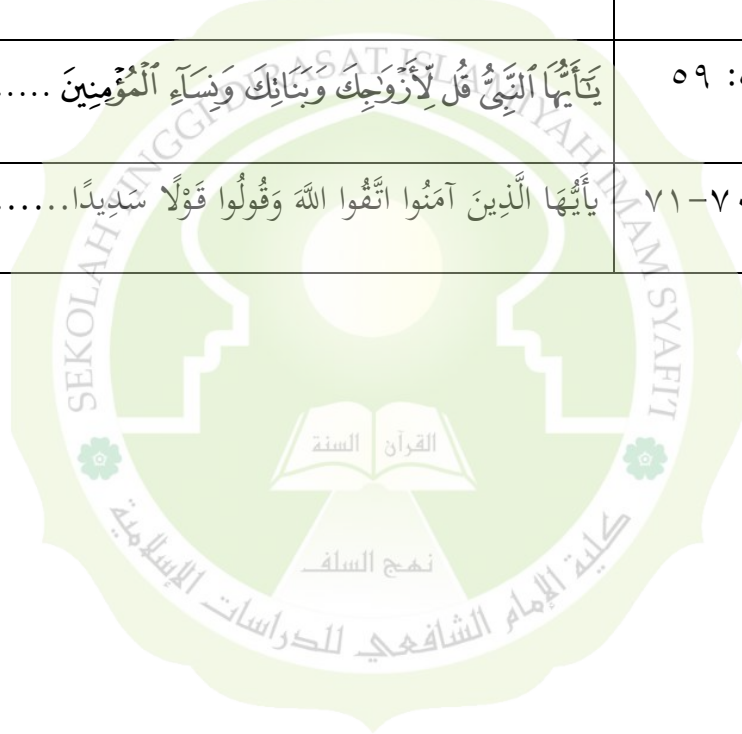 ٥٩ : يَٰٓأَيُّهَا ٱلنَّبِىُّ قُل لِّأَزْوَٰجِكَ وَبَنَاتِكَ وَنِسَآءِ ٱلْمُؤْمِنِينَ .....
٧٠-٧١ يأَيُّهَا الَّذِينَ آمَنُوا اتَّقُوا اللَّهَ وَقُولُوا قَوْلًا سَدِيدًا......
SEKOLAH TINGGI DIRASAT ISLAMIYAH IMAM SYAFI'I
القرآن السنة
نهج السلف
كلية الإمام الشافعي للدراسات الإسلامية